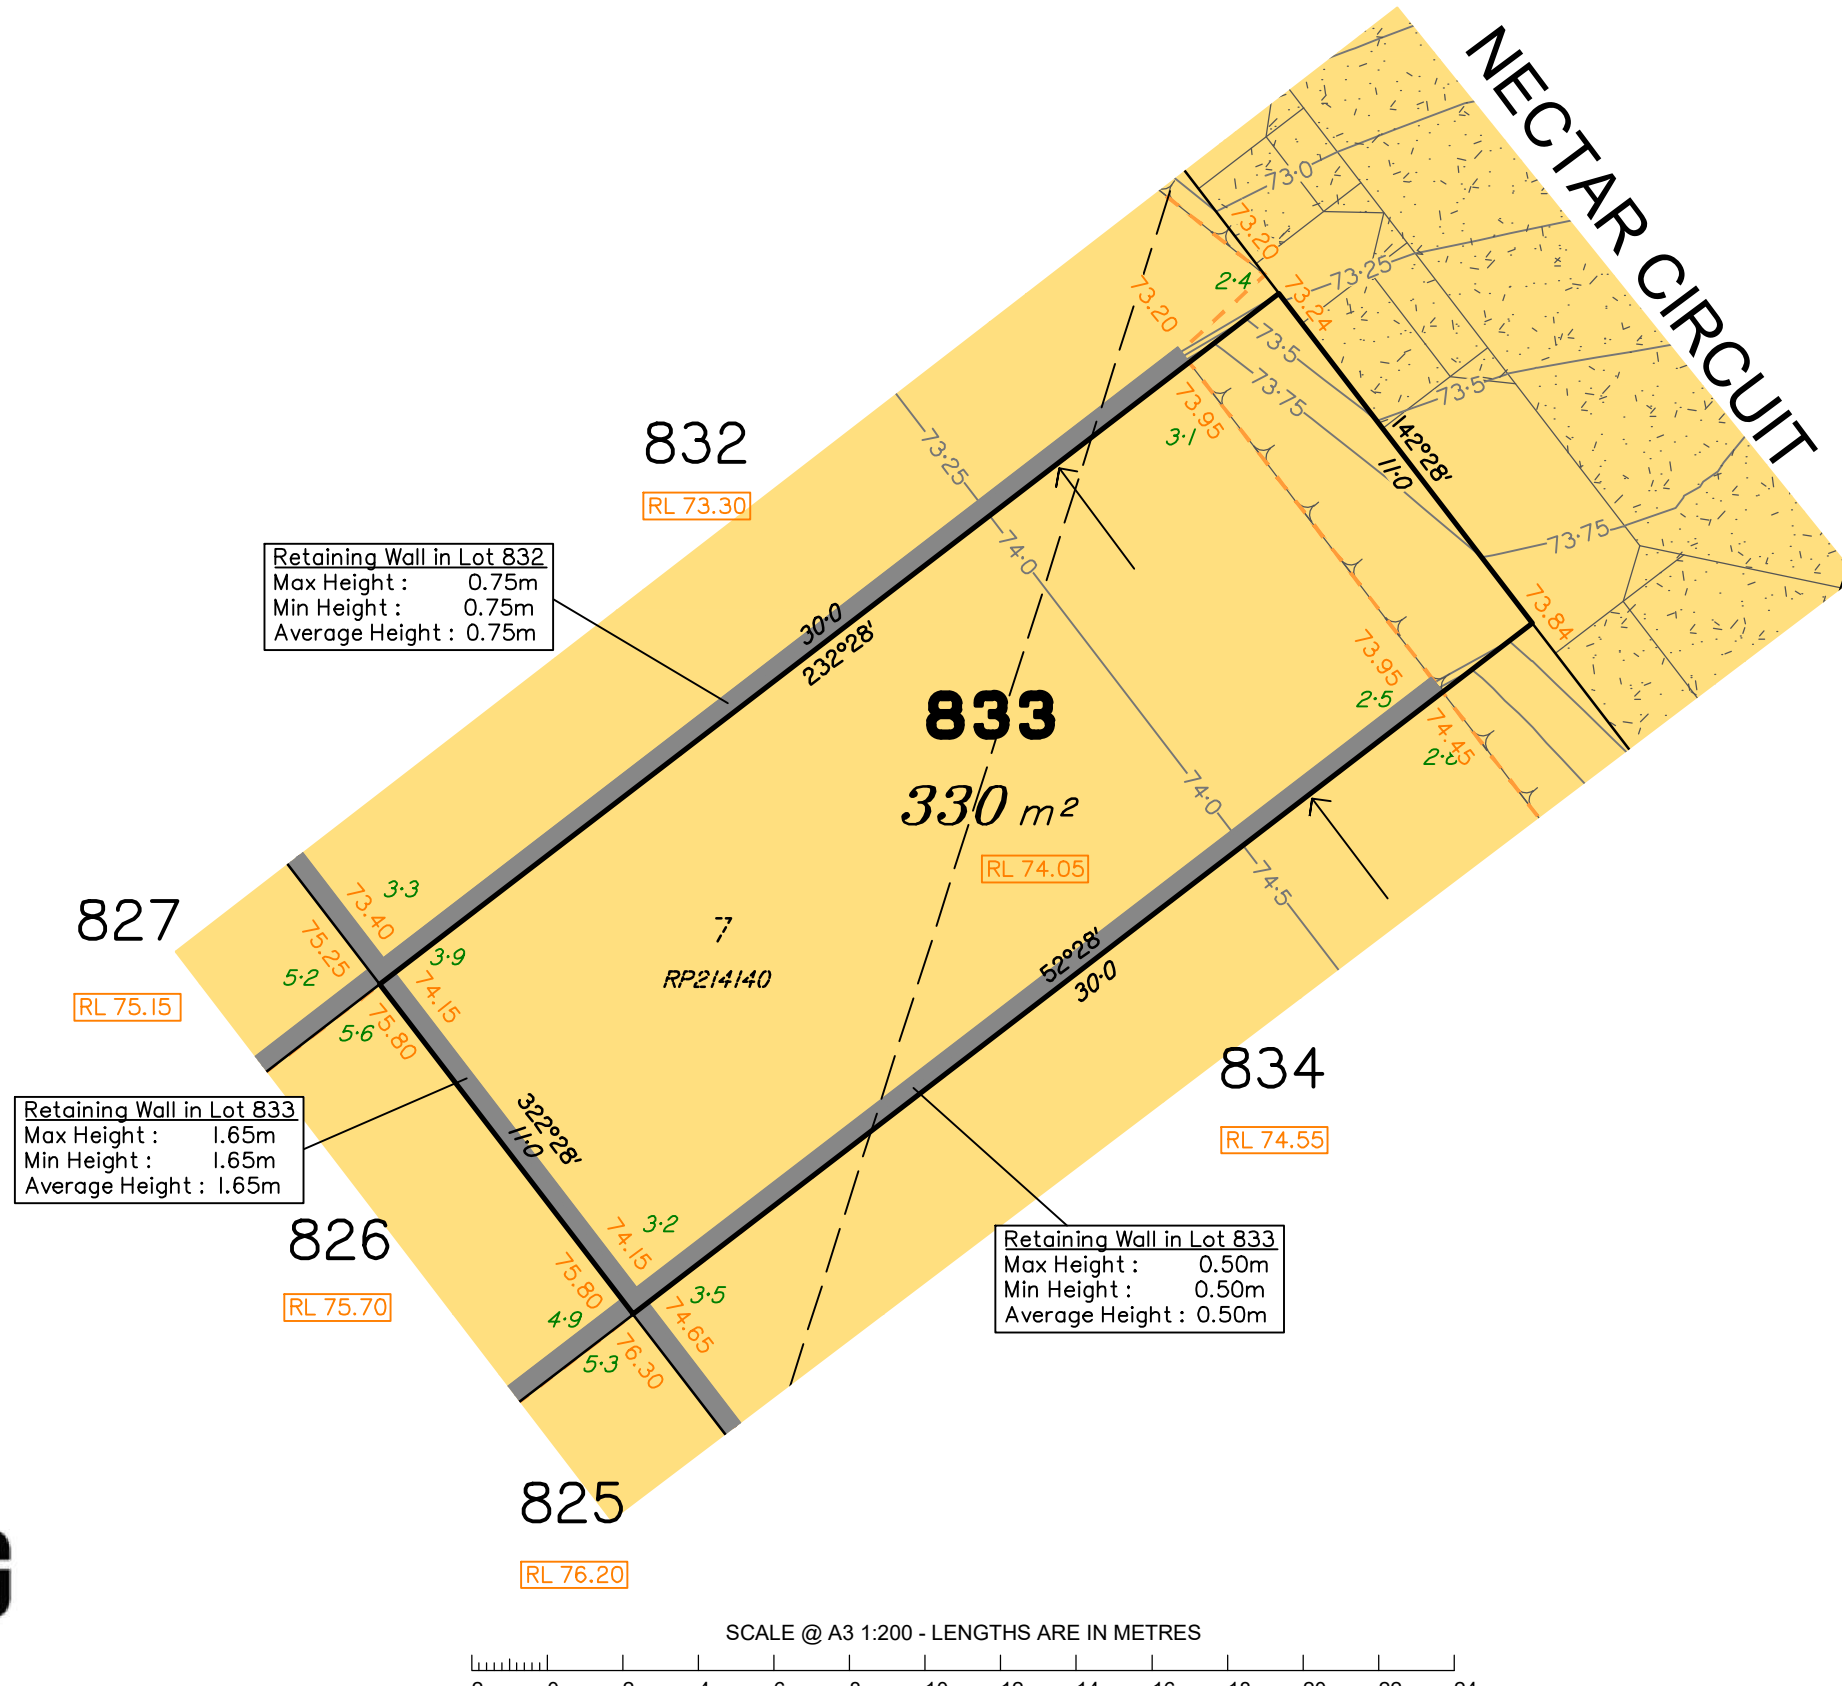 NECTAR CIRCUIT
73·0
73.20
73·25
2·4
73.20
73.24
73·5
73·75
73·5
73.95
3·1
142°28'
11·0
73·75
832
RL 73.30
73·25
74·0
Retaining Wall in Lot 832
Max Height : 0.75m
Min Height : 0.75m
Average Height : 0.75m
30·0
232°28'
73.84
73.95
2·5
74.45
833
330 m²
RL 74.05
74·0
74·5
7
RP214140
827
RL 75.15
3·3
73.40
75.25
5·2
3·9
74.15
75.80
5·6
52°28'
30·0
834
RL 74.55
Retaining Wall in Lot 833
Max Height : 1.65m
Min Height : 1.65m
Average Height : 1.65m
322°28'
11·0
826
RL 75.70
3·2
74.15
75.80
4·9
3·5
74.65
76.30
5·3
Retaining Wall in Lot 833
Max Height : 0.50m
Min Height : 0.50m
Average Height : 0.50m
825
RL 76.20
SCALE @ A3 1:200 - LENGTHS ARE IN METRES